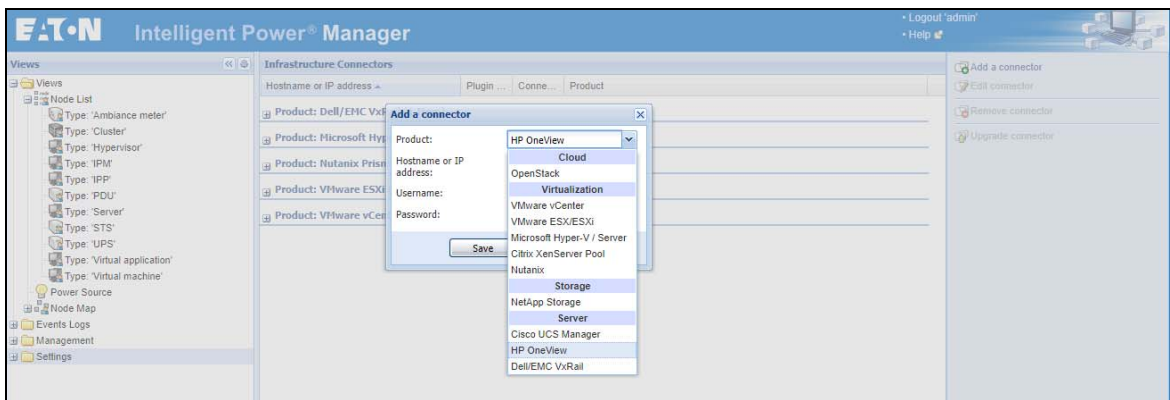 EATON Intelligent Power® Manager
• Logout 'admin'
• Help
Views
Views
Node List
Type: 'Ambiance meter'
Type: 'Cluster'
Type: 'Hypervisor'
Type: 'IPM'
Type: 'IPP'
Type: 'PDU'
Type: 'Server'
Type: 'STS'
Type: 'UPS'
Type: 'Virtual application'
Type: 'Virtual machine'
Power Source
Node Map
Events Logs
Management
Settings
Infrastructure Connectors
Hostname or IP address Plugin ... Conne... Product
Product: Dell/EMC VxR
Product: Microsoft Hyp
Product: Nutanix Prism
Product: VMware ESXi
Product: VMware vCen
Add a connector
Product: HP OneView
Hostname or IP
address:
Username:
Password:
Save
Cloud
OpenStack
Virtualization
VMware vCenter
VMware ESX/ESXi
Microsoft Hyper-V / Server
Citrix XenServer Pool
Nutanix
Storage
NetApp Storage
Server
Cisco UCS Manager
HP OneView
Dell/EMC VxRail
Add a connector
Edit connector
Remove connector
Upgrade connector